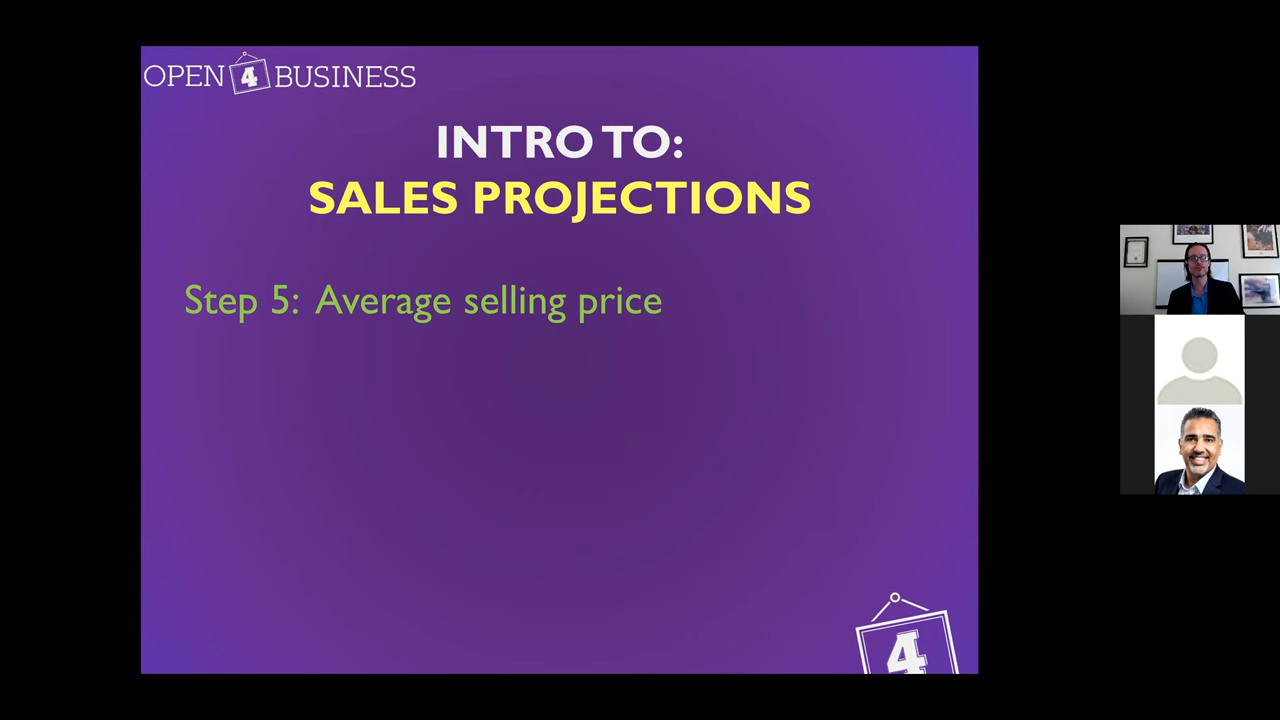 OPEN 4 BUSINESS
INTRO TO:
SALES PROJECTIONS
Step 5: Average selling price
4